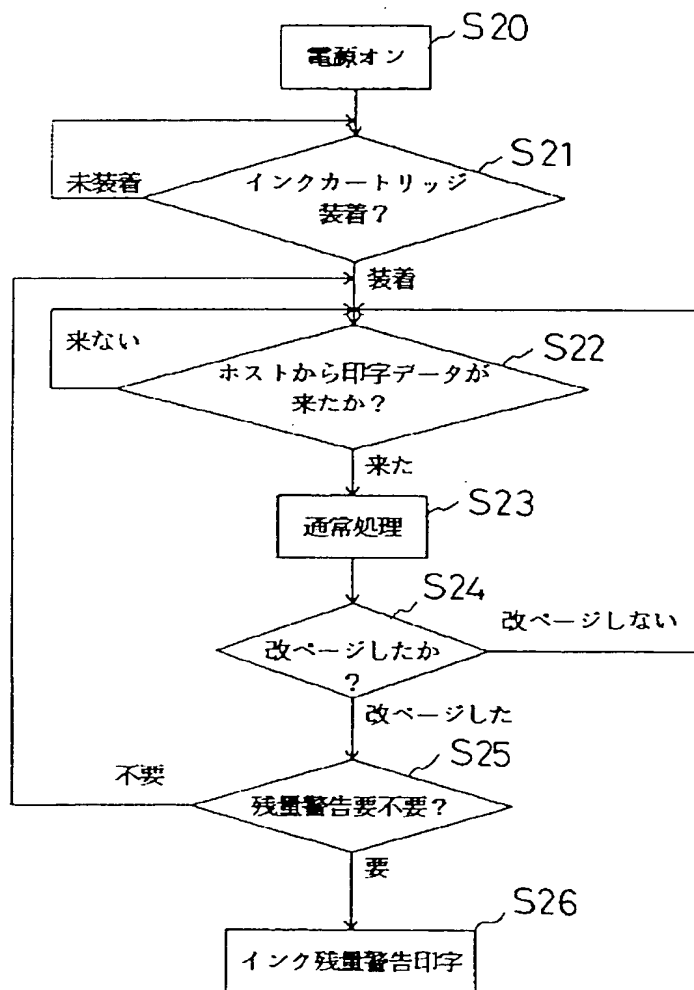 S20
電源オン
S21
未装着
インクカートリッジ
装着?
装着
来ない
S22
ホストから印字データが
来たか?
来た
S23
通常処理
S24
改ページしたか
?
改ページしない
改ページした
S25
不要
残量警告要不要?
要
S26
インク残量警告印字